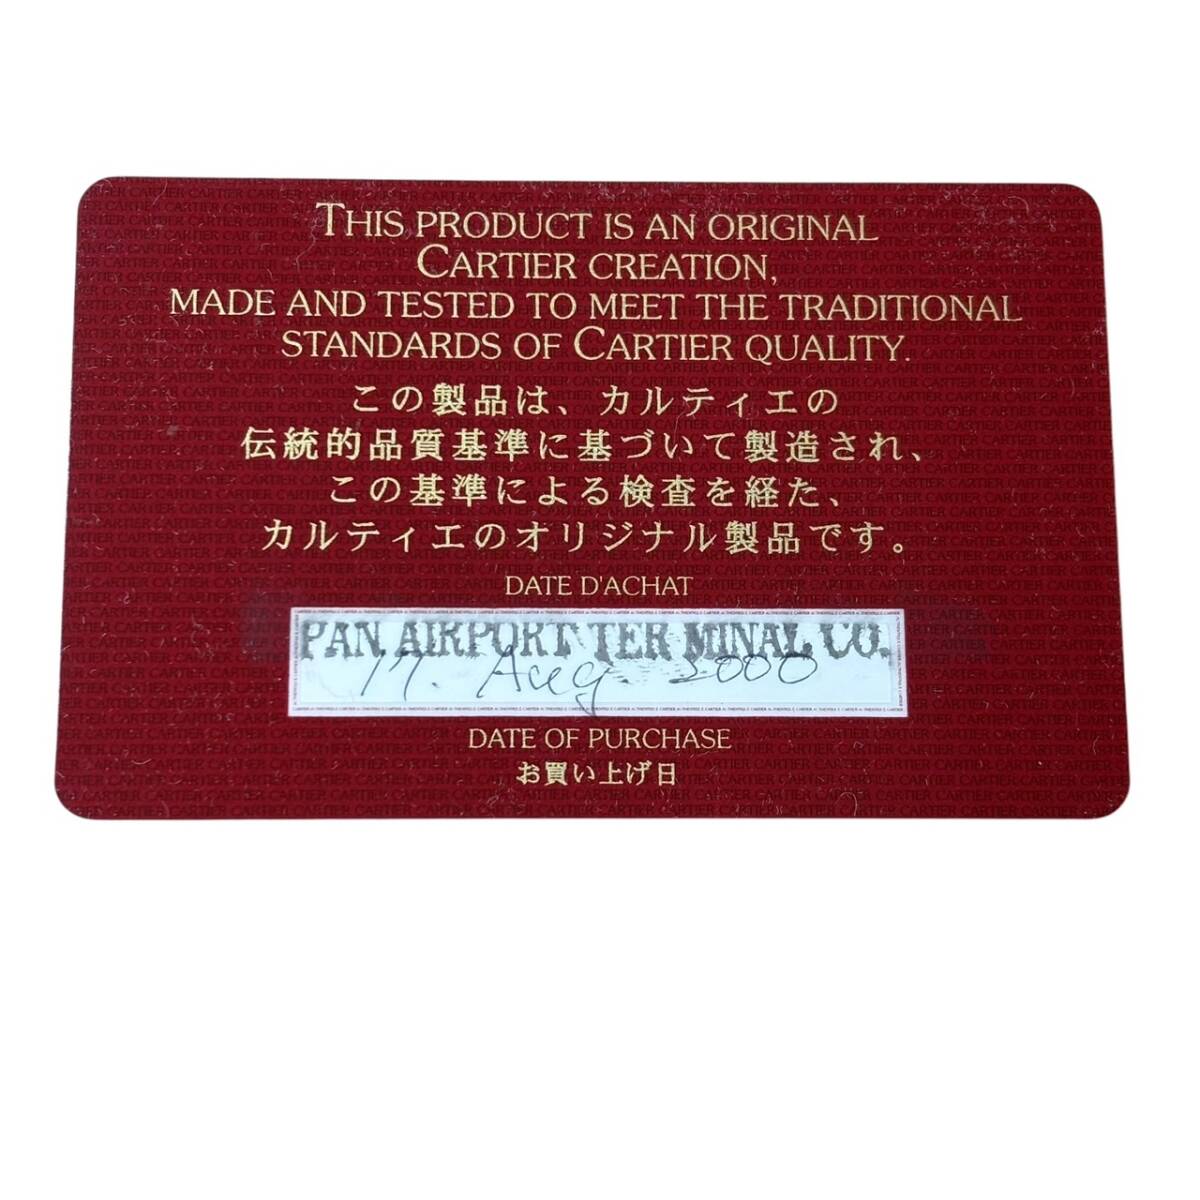 THIS PRODUCT IS AN ORIGINAL
CARTIER CREATION,
MADE AND TESTED TO MEET THE TRADITIONAL
STANDARDS OF CARTIER QUALITY.
この製品は、カルティエの
伝統的品質基準に基づいて製造され、
この基準による検査を経た、
カルティエのオリジナル製品です。
DATE D'ACHAT
PAN AIRPORT TER MINAL CO.
17. Aug. 2000
DATE OF PURCHASE
お買い上げ日